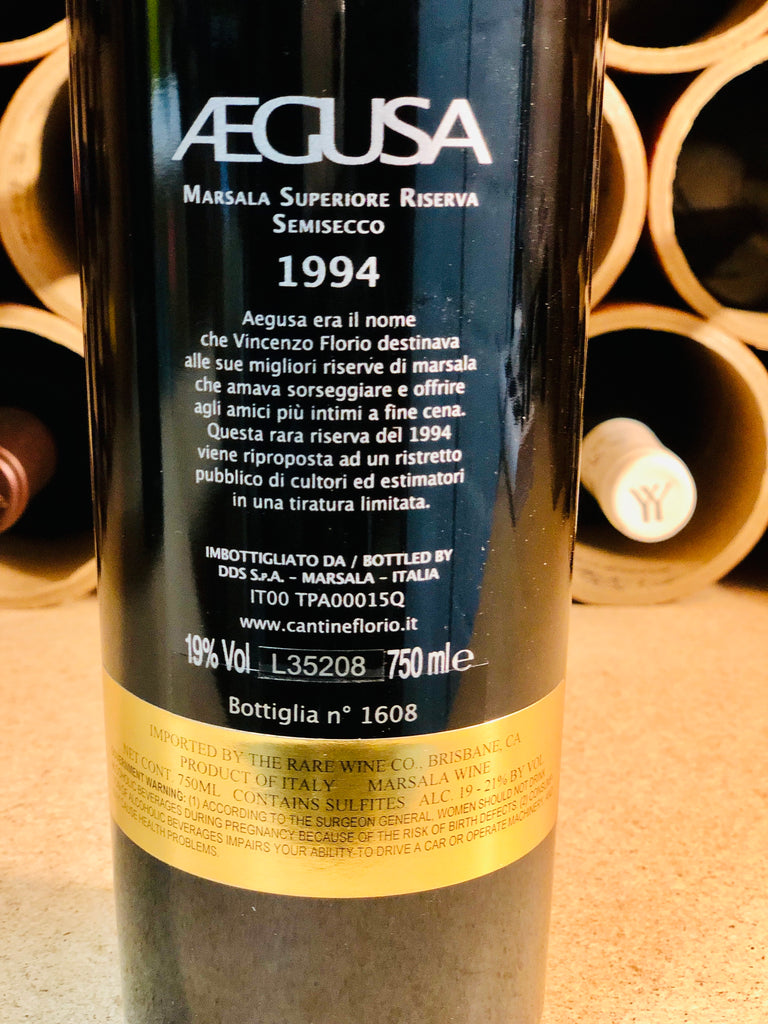 ÆGUSA
MARSALA SUPERIORE RISERVA
SEMISECCO
1994
Aegusa era il nome
che Vincenzo Florio destinava
alle sue migliori riserve di marsala
che amava sorseggiare e offrire
agli amici più intimi a fine cena.
Questa rara riserva del 1994
viene riproposta ad un ristretto
pubblico di cultori ed estimatori
in una tiratura limitata.
IMBOTTIGLIATO DA / BOTTLED BY
DDS S.P.A. – MARSALA – ITALIA
IT00 TPA00015Q
www.cantineflorio.it
19% Vol L35208 750 ml e
Bottiglia n° 1608
IMPORTED BY THE RARE WINE CO., BRISBANE, CA
PRODUCT OF ITALY MARSALA WINE
NET CONT. 750ML CONTAINS SULFITES ALC. 19 - 21% BY VOL
GOVERNMENT WARNING: (1) ACCORDING TO THE SURGEON GENERAL, WOMEN SHOULD NOT DRINK
ALCOHOLIC BEVERAGES DURING PREGNANCY BECAUSE OF THE RISK OF BIRTH DEFECTS. (2)
ALCOHOLIC BEVERAGES IMPAIRS YOUR ABILITY TO DRIVE A CAR OR OPERATE MACHINERY,
CAUSE HEALTH PROBLEMS.